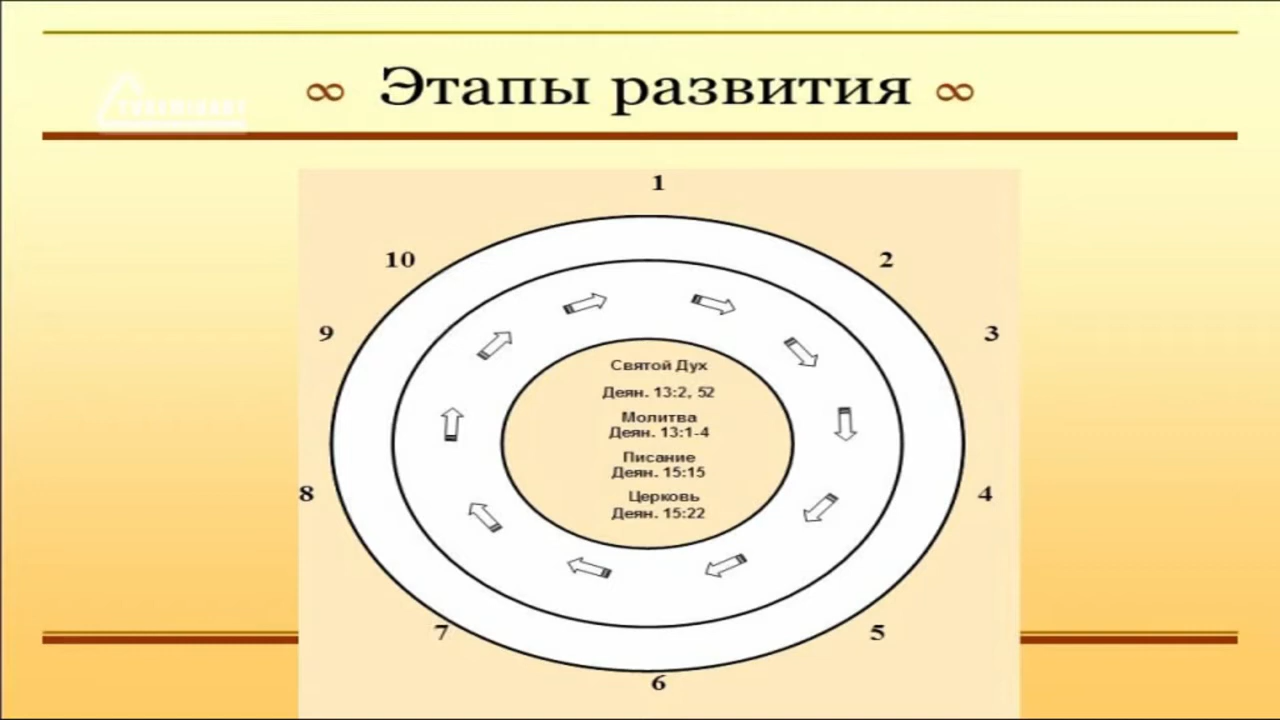 ∞ Этапы развития ∞
1
10
2
9
3
Святой Дух
Деян. 13:2, 52
Молитва
Деян. 13:1-4
Писание
Деян. 15:15
Церковь
Деян. 15:22
8
4
7
5
6